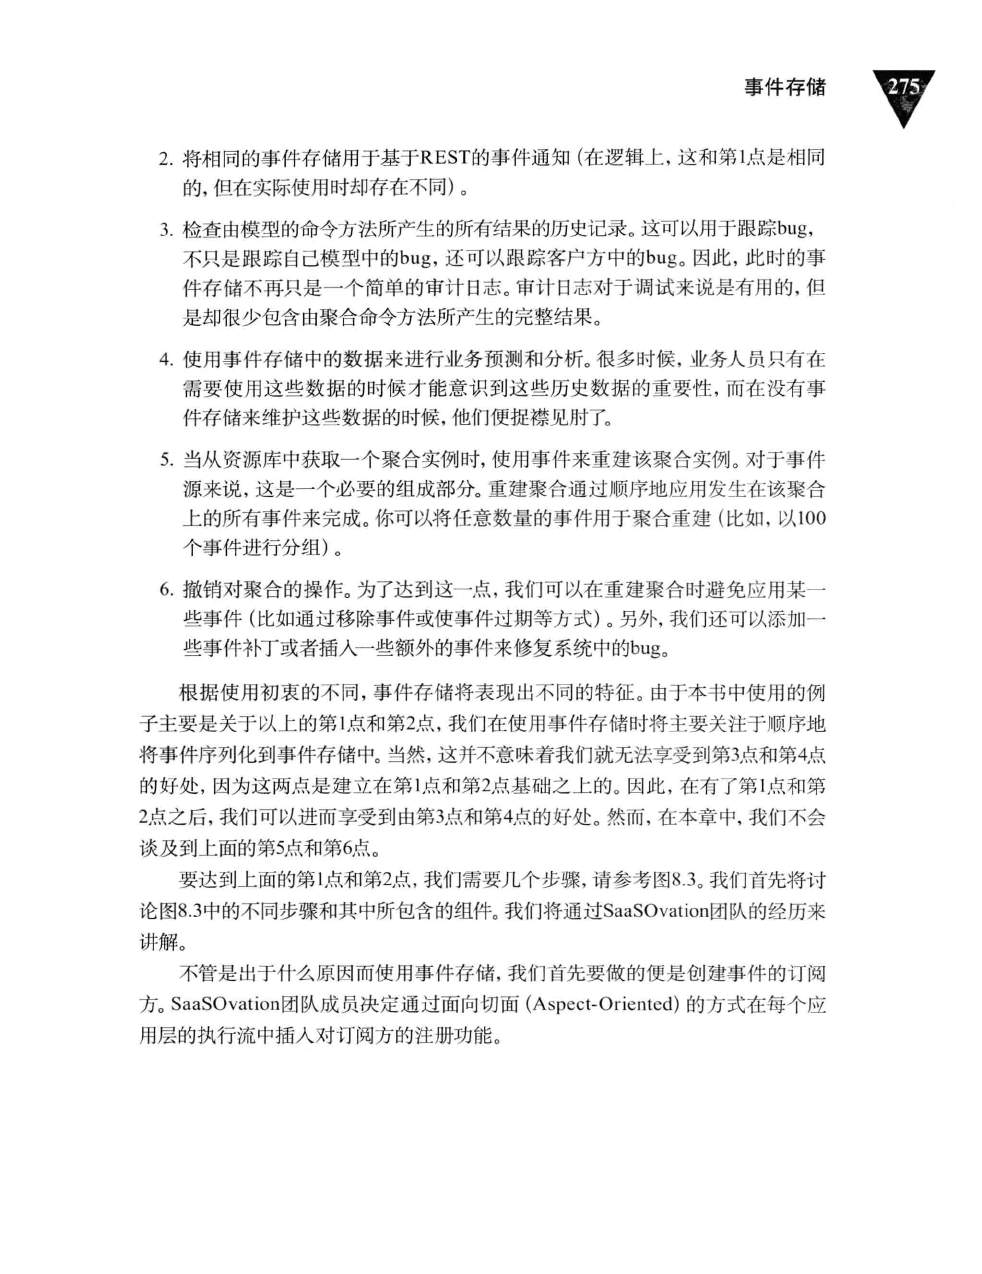 事件存储
275
2. 将相同的事件存储用于基于REST的事件通知（在逻辑上，这和第1点是相同
的，但在实际使用时却存在不同）。
3. 检查由模型的命令方法所产生的所有结果的历史记录。这可以用于跟踪bug，
不只是跟踪自己模型中的bug，还可以跟踪客户方中的bug。因此，此时的事
件存储不再只是一个简单的审计日志。审计日志对于调试来说是有用的，但
是却很少包含由聚合命令方法所产生的完整结果。
4. 使用事件存储中的数据来进行业务预测和分析。很多时候，业务人员只有在
需要使用这些数据的时候才能意识到这些历史数据的重要性，而在没有事
件存储来维护这些数据的时候，他们便捉襟见肘了。
5. 当从资源库中获取一个聚合实例时，使用事件来重建该聚合实例。对于事件
源来说，这是一个必要的组成部分。重建聚合通过顺序地应用发生在该聚合
上的所有事件来完成。你可以将任意数量的事件用于聚合重建（比如，以100
个事件进行分组）。
6. 撤销对聚合的操作。为了达到这一点，我们可以在重建聚合时避免应用某一
些事件（比如通过移除事件或使事件过期等方式）。另外，我们还可以添加一
些事件补丁或者插入一些额外的事件来修复系统中的bug。
根据使用初衷的不同，事件存储将表现出不同的特征。由于本书中使用的例
子主要是关于以上的第1点和第2点，我们在使用事件存储时将主要关注于顺序地
将事件序列化到事件存储中。当然，这并不意味着我们就无法享受到第3点和第4点
的好处，因为这两点是建立在第1点和第2点基础之上的。因此，在有了第1点和第
2点之后，我们可以进而享受到由第3点和第4点的好处。然而，在本章中，我们不会
谈及到上面的第5点和第6点。
要达到上面的第1点和第2点，我们需要几个步骤，请参考图8.3。我们首先将讨
论图8.3中的不同步骤和其中所包含的组件。我们将通过SaaSOvation团队的经历来
讲解。
不管是出于什么原因而使用事件存储，我们首先要做的便是创建事件的订阅
方。SaaSOvation团队成员决定通过面向切面（Aspect-Oriented）的方式在每个应
用层的执行流中插入对订阅方的注册功能。